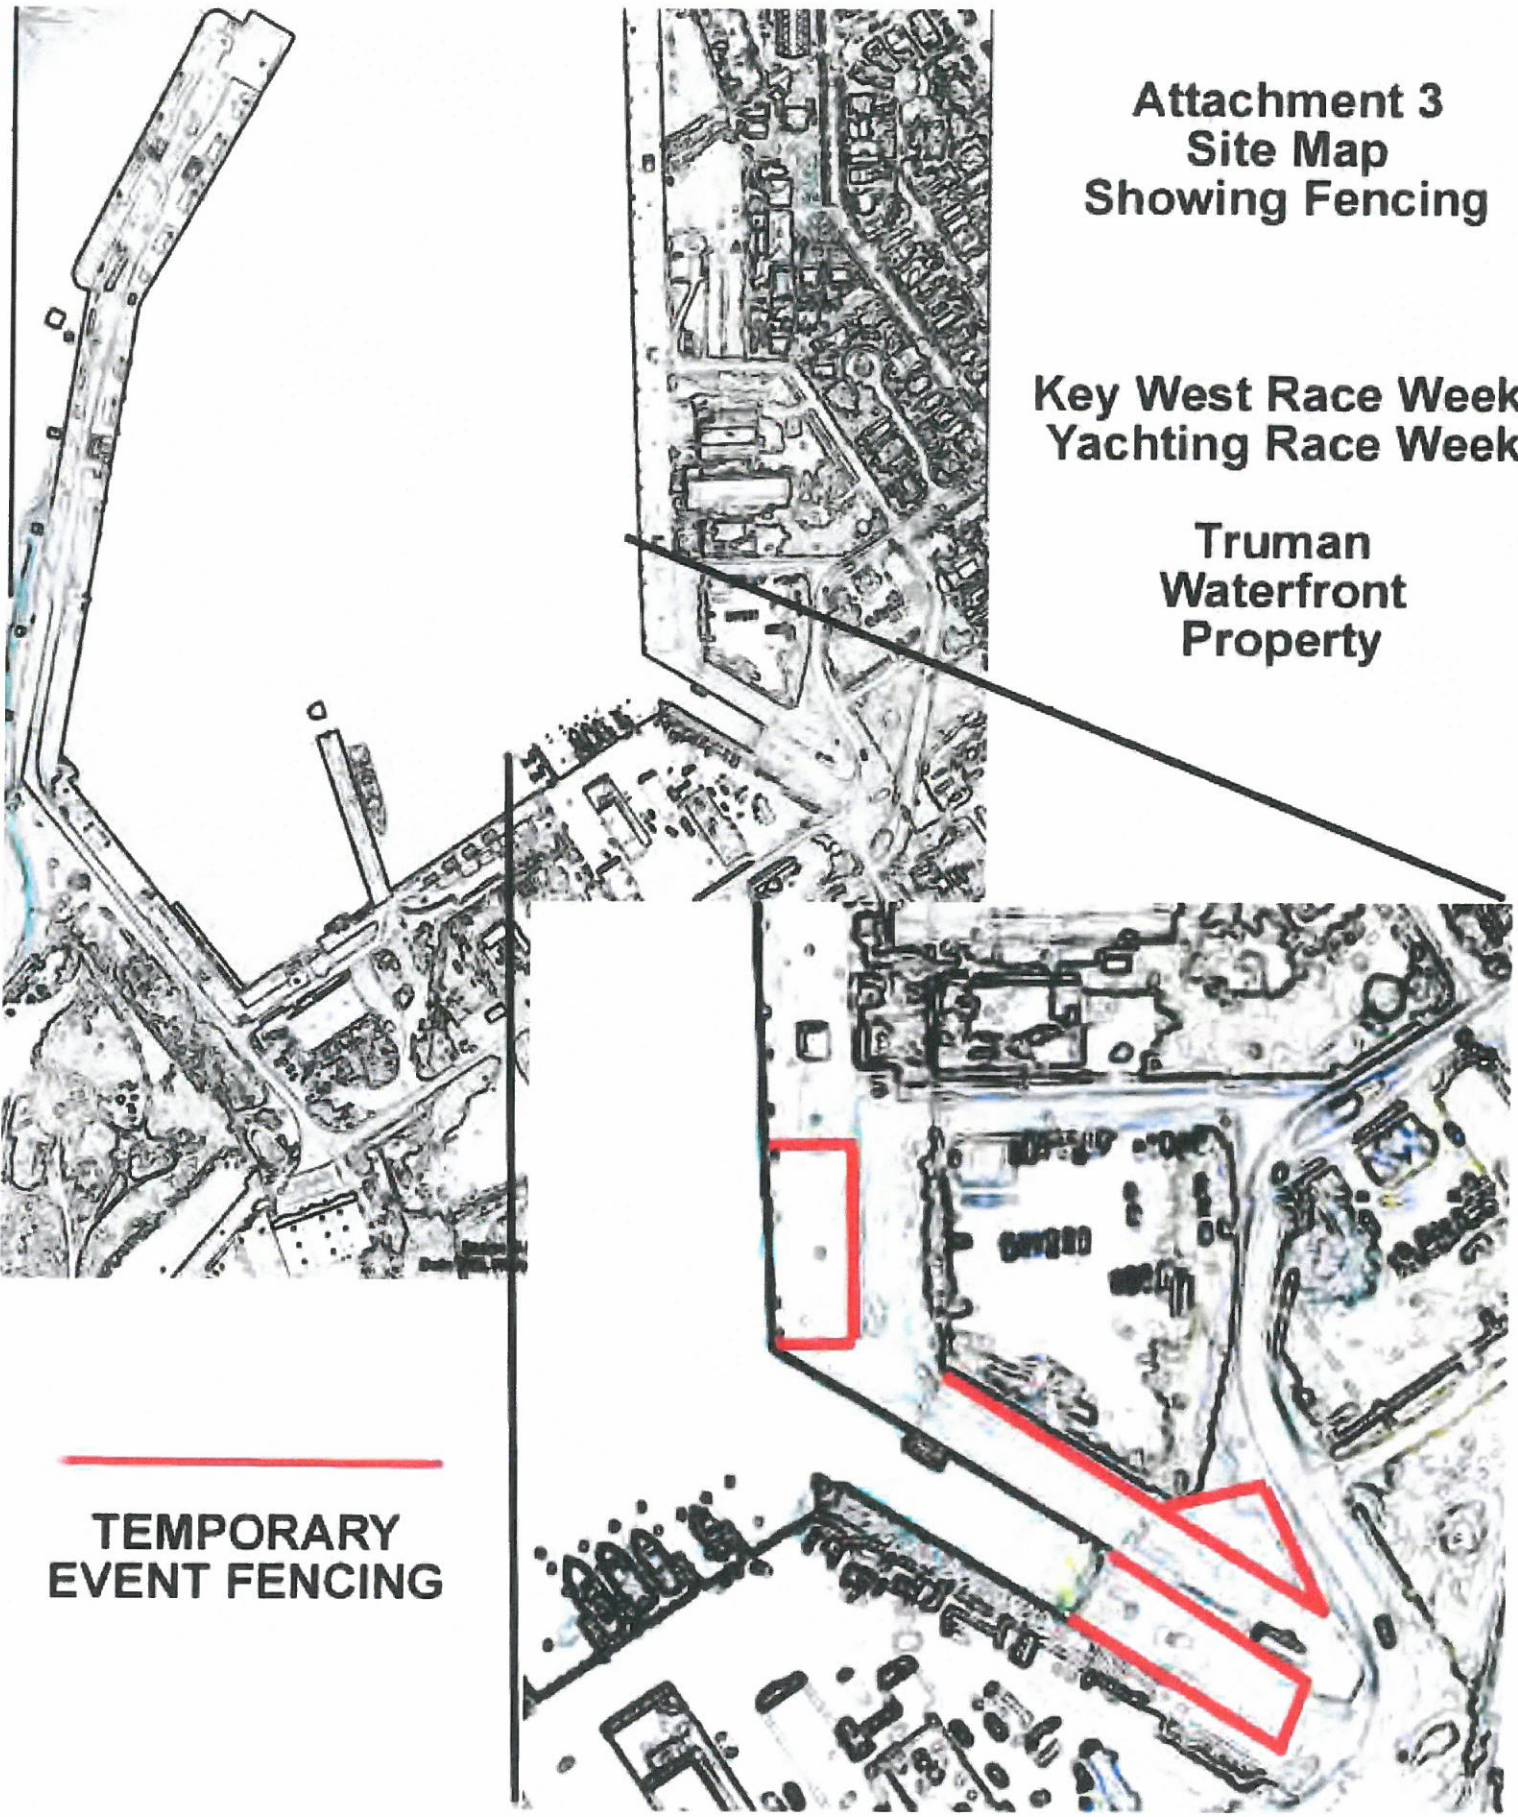 Attachment 3
Site Map
Showing Fencing
Key West Race Week
Yachting Race Week
Truman
Waterfront
Property
TEMPORARY
EVENT FENCING